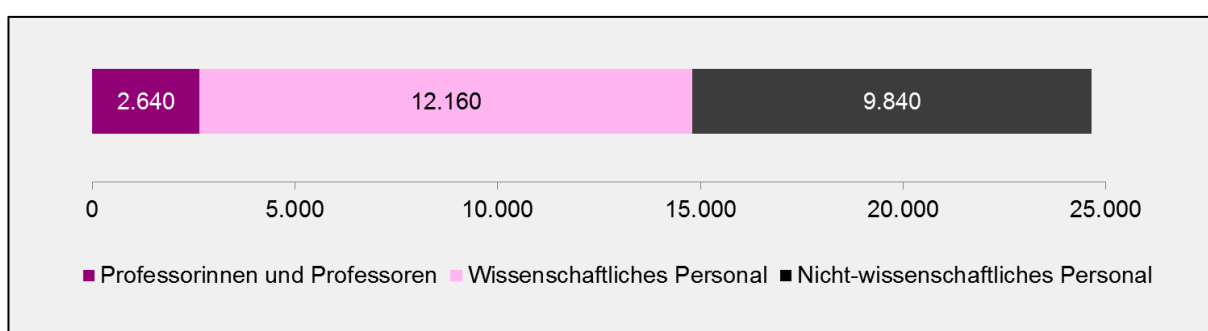 2.640 12.160 9.840
0 5.000 10.000 15.000 20.000 25.000
Professorinnen und Professoren Wissenschaftliches Personal Nicht-wissenschaftliches Personal